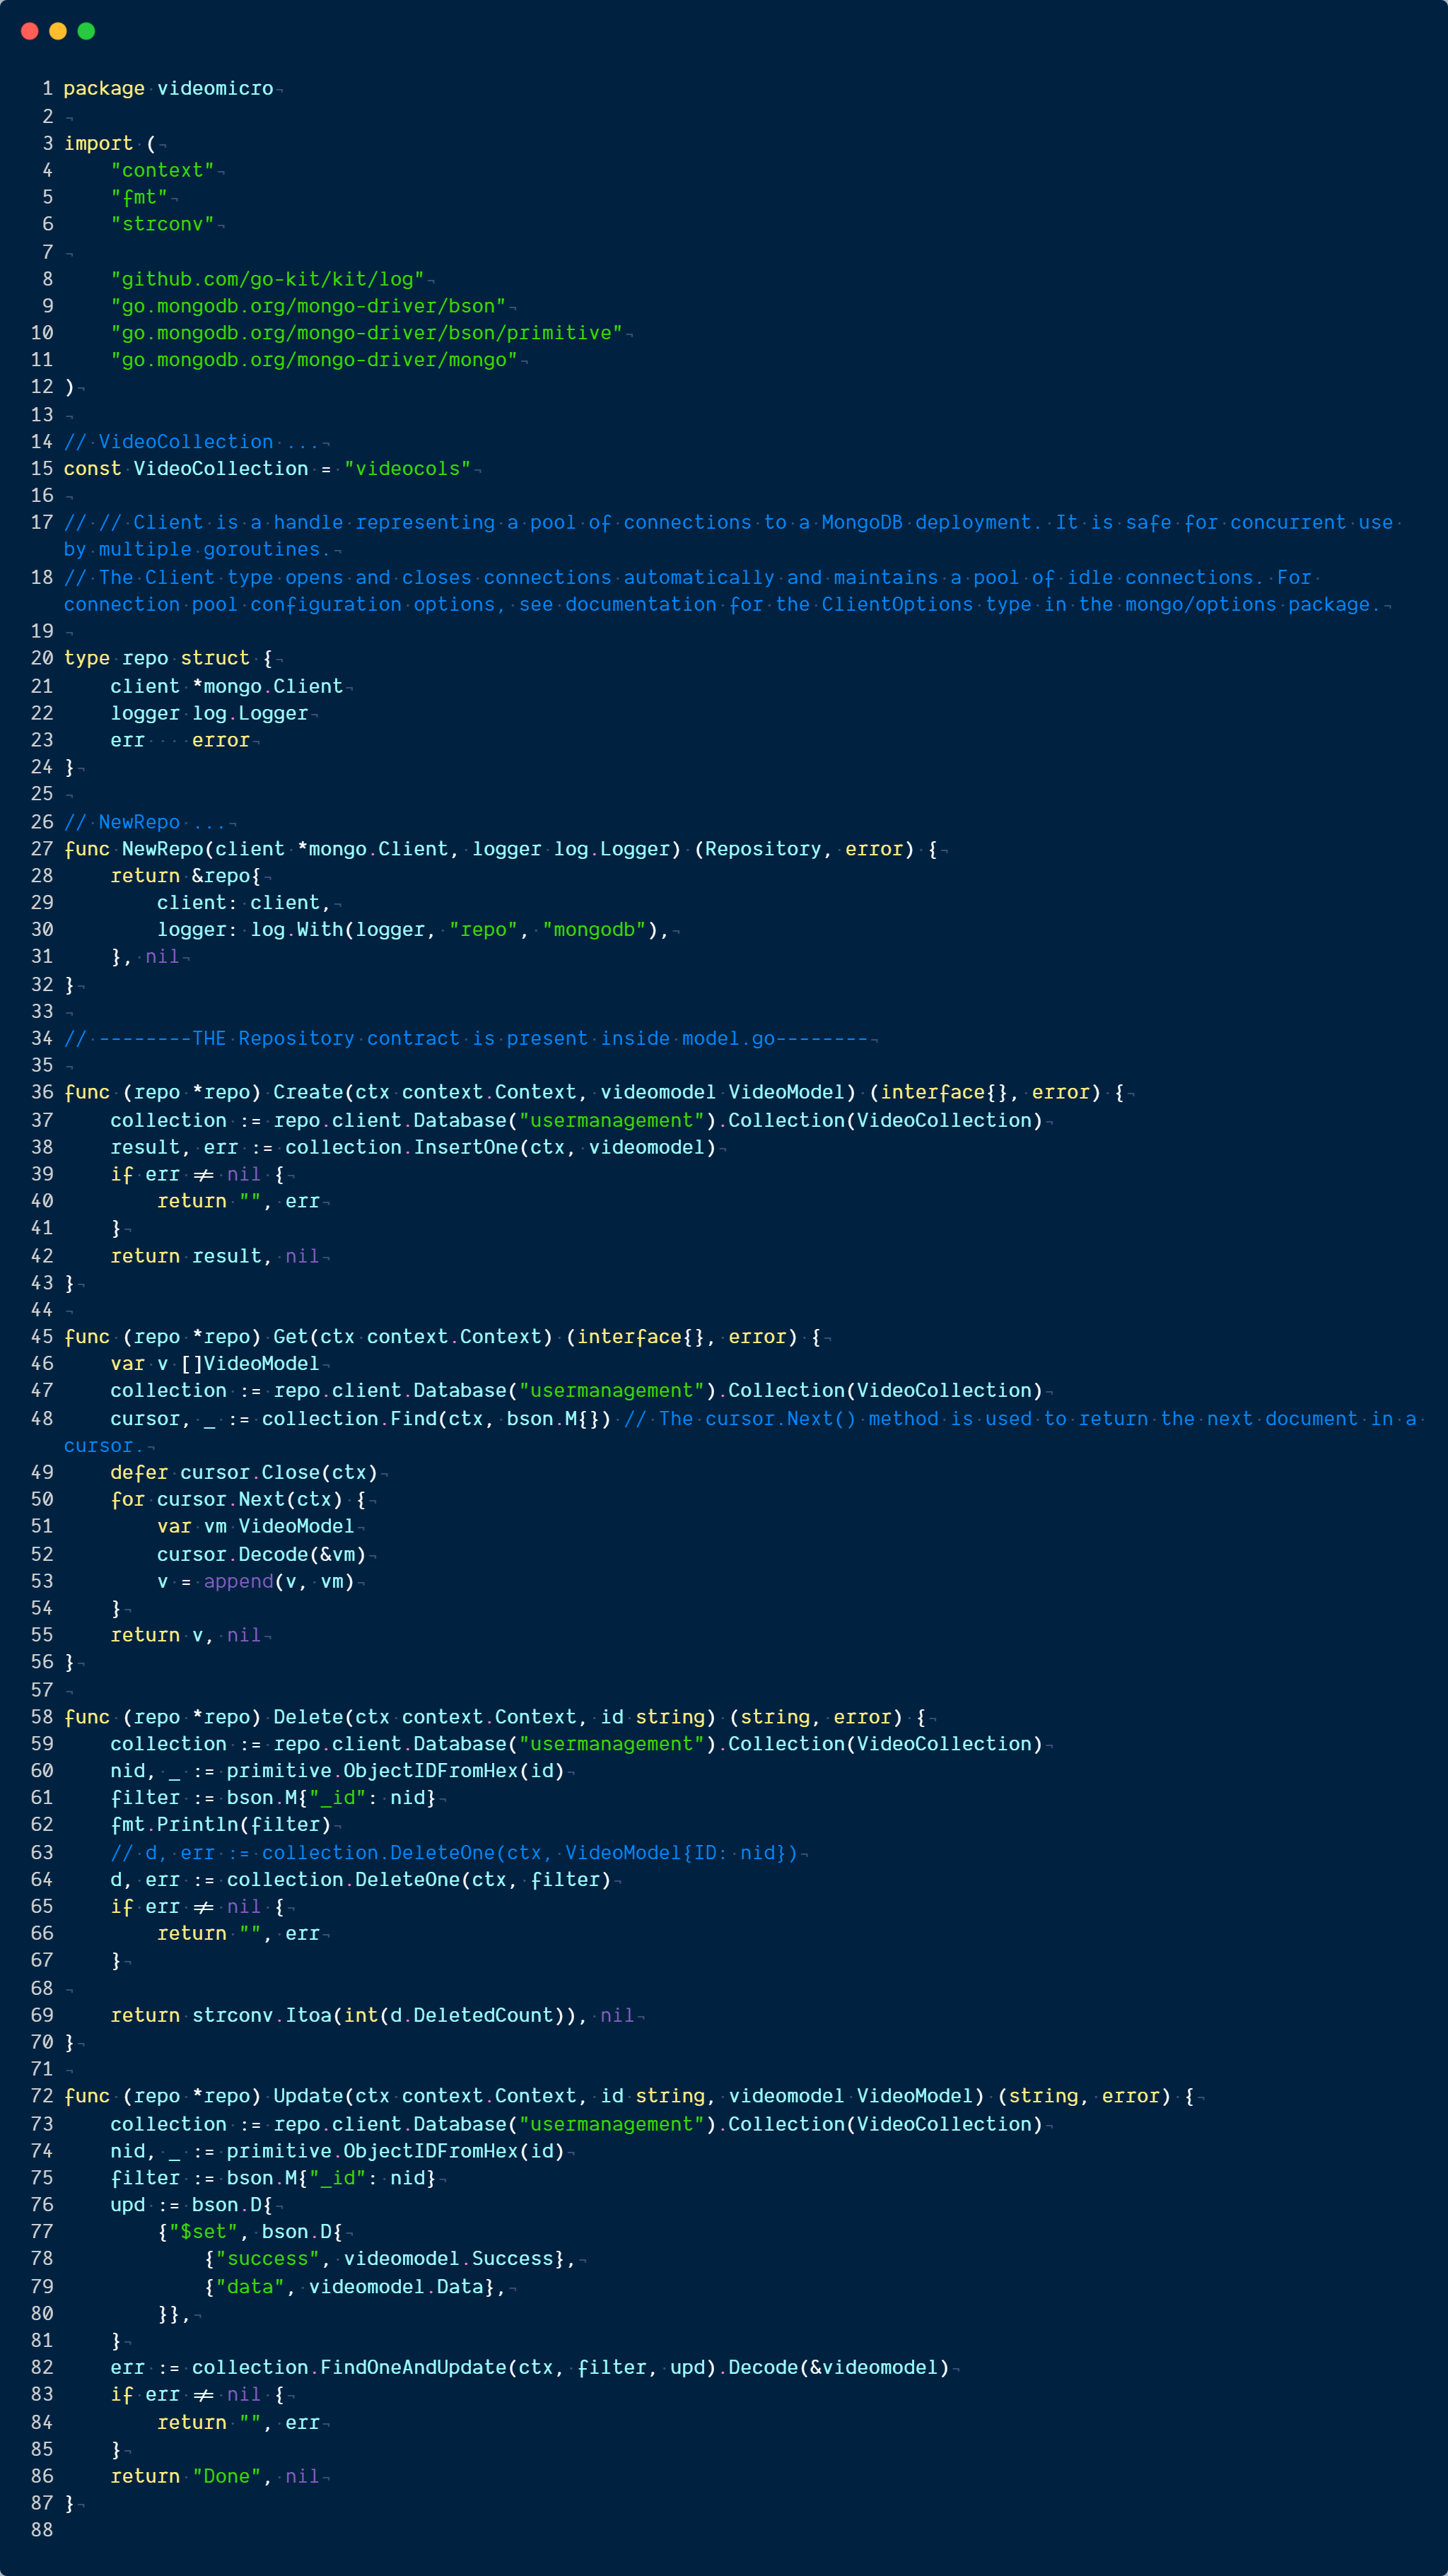 1 package videomicro
2
3 import (
4     "context"
5     "fmt"
6     "strconv"
7
8     "github.com/go-kit/kit/log"
9     "go.mongodb.org/mongo-driver/bson"
10     "go.mongodb.org/mongo-driver/bson/primitive"
11     "go.mongodb.org/mongo-driver/mongo"
12 )
13
14 // VideoCollection ...
15 const VideoCollection = "videocols"
16
17 // // Client is a handle representing a pool of connections to a MongoDB deployment. It is safe for concurrent use
by multiple goroutines.
18 // The Client type opens and closes connections automatically and maintains a pool of idle connections. For
connection pool configuration options, see documentation for the ClientOptions type in the mongo/options package.
19
20 type repo struct {
21     client *mongo.Client
22     logger log.Logger
23     err    error
24 }
25
26 // NewRepo ...
27 func NewRepo(client *mongo.Client, logger log.Logger) (Repository, error) {
28     return &repo{
29         client: client,
30         logger: log.With(logger, "repo", "mongodb"),
31     }, nil
32 }
33
34 // --------THE Repository contract is present inside model.go--------
35
36 func (repo *repo) Create(ctx context.Context, videomodel VideoModel) (interface{}, error) {
37     collection := repo.client.Database("usermanagement").Collection(VideoCollection)
38     result, err := collection.InsertOne(ctx, videomodel)
39     if err != nil {
40         return "", err
41     }
42     return result, nil
43 }
44
45 func (repo *repo) Get(ctx context.Context) (interface{}, error) {
46     var v []VideoModel
47     collection := repo.client.Database("usermanagement").Collection(VideoCollection)
48     cursor, _ := collection.Find(ctx, bson.M{}) // The cursor.Next() method is used to return the next document in a
cursor.
49     defer cursor.Close(ctx)
50     for cursor.Next(ctx) {
51         var vm VideoModel
52         cursor.Decode(&vm)
53         v = append(v, vm)
54     }
55     return v, nil
56 }
57
58 func (repo *repo) Delete(ctx context.Context, id string) (string, error) {
59     collection := repo.client.Database("usermanagement").Collection(VideoCollection)
60     nid, _ := primitive.ObjectIDFromHex(id)
61     filter := bson.M{"_id": nid}
62     fmt.Println(filter)
63     // d, err := collection.DeleteOne(ctx, VideoModel{ID: nid})
64     d, err := collection.DeleteOne(ctx, filter)
65     if err != nil {
66         return "", err
67     }
68
69     return strconv.Itoa(int(d.DeletedCount)), nil
70 }
71
72 func (repo *repo) Update(ctx context.Context, id string, videomodel VideoModel) (string, error) {
73     collection := repo.client.Database("usermanagement").Collection(VideoCollection)
74     nid, _ := primitive.ObjectIDFromHex(id)
75     filter := bson.M{"_id": nid}
76     upd := bson.D{
77         {"$set", bson.D{
78             {"success", videomodel.Success},
79             {"data", videomodel.Data},
80         }},
81     }
82     err := collection.FindOneAndUpdate(ctx, filter, upd).Decode(&videomodel)
83     if err != nil {
84         return "", err
85     }
86     return "Done", nil
87 }
88